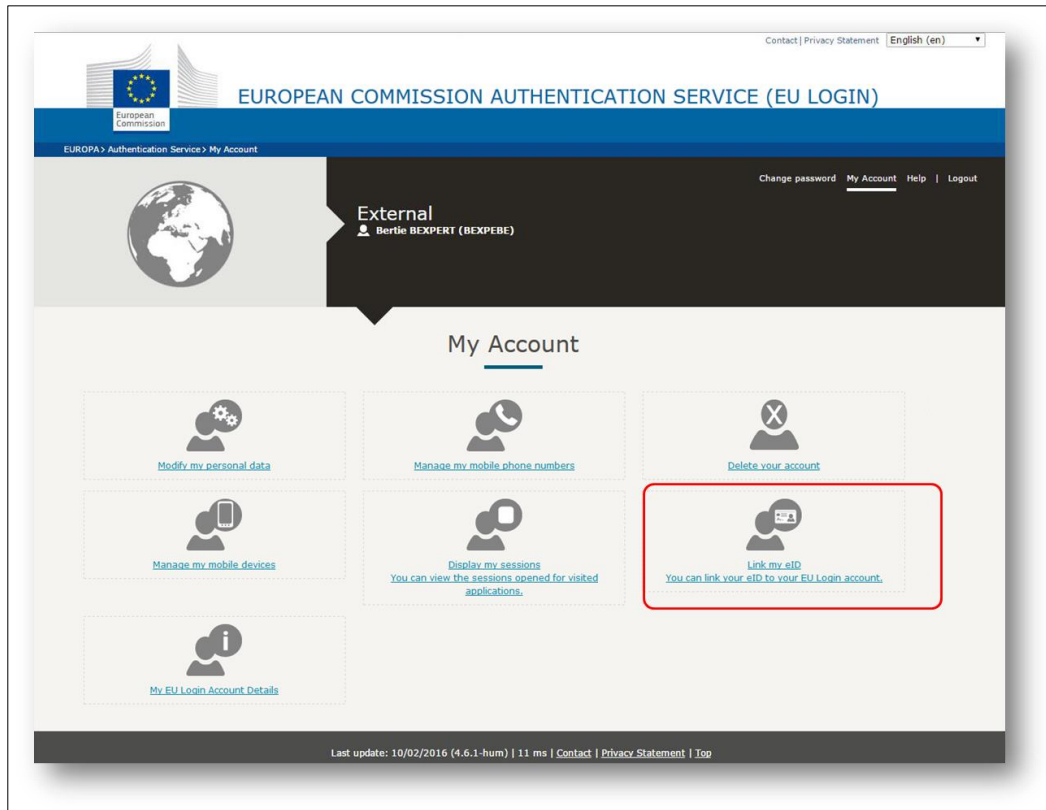 Contact | Privacy Statement English (en)
EUROPEAN COMMISSION AUTHENTICATION SERVICE (EU LOGIN)
European
Commission
EUROPA > Authentication Service > My Account
Change password My Account Help | Logout
External
Bertie BEXPERT (BEXPEBE)
My Account
Modify my personal data
Manage my mobile phone numbers
Delete your account
Manage my mobile devices
Display my sessions
You can view the sessions opened for visited
applications.
Link my eID
You can link your eID to your EU Login account.
My EU Login Account Details
Last update: 10/02/2016 (4.6.1-hum) | 11 ms | Contact | Privacy Statement | Top